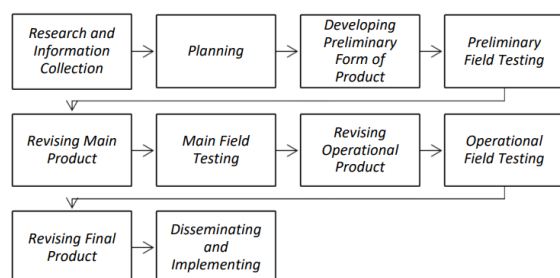 Research and
Information
Collection
Planning
Developing
Preliminary
Form of
Product
Preliminary
Field Testing
Revising Main
Product
Main Field
Testing
Revising
Operational
Product
Operational
Field Testing
Revising Final
Product
Disseminating
and
Implementing